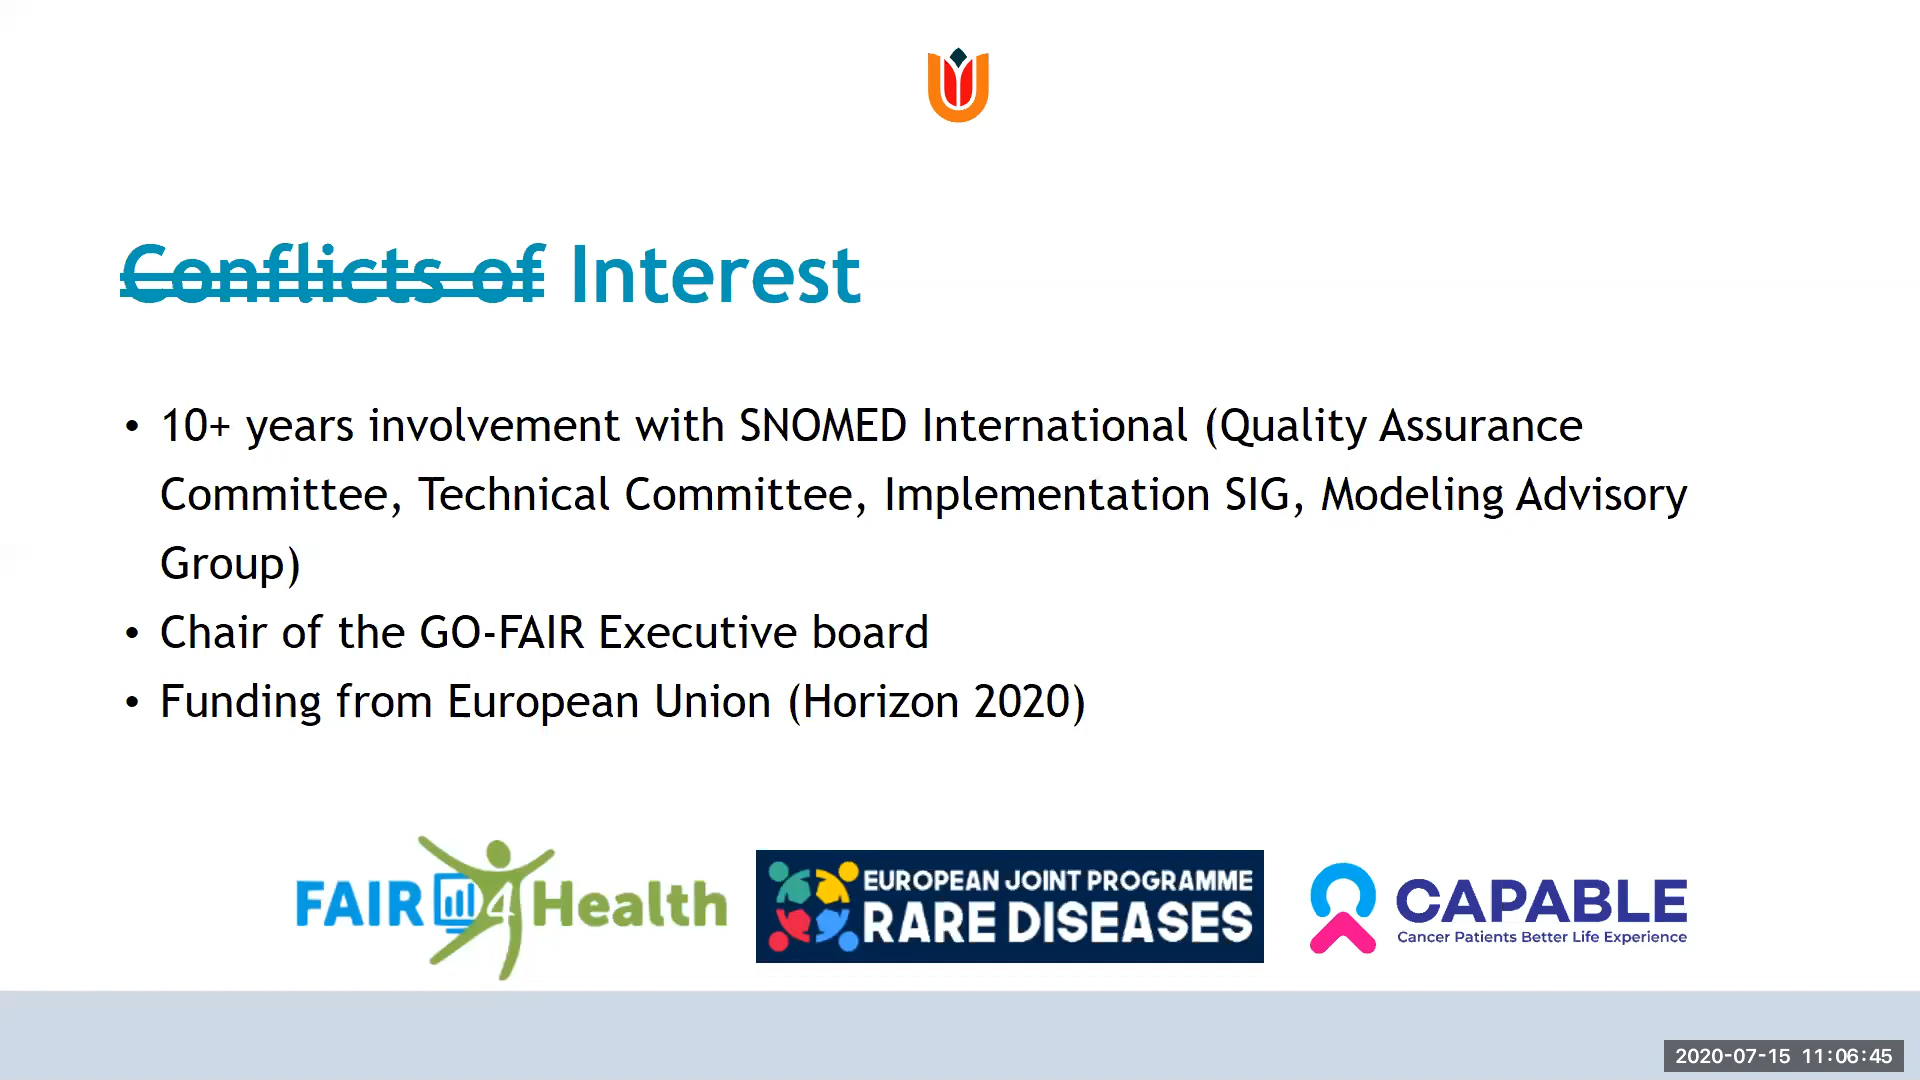 Conflicts of Interest
• 10+ years involvement with SNOMED International (Quality Assurance
Committee, Technical Committee, Implementation SIG, Modeling Advisory
Group)
• Chair of the GO-FAIR Executive board
• Funding from European Union (Horizon 2020)
FAIR4Health
EUROPEAN JOINT PROGRAMME
RARE DISEASES
CAPABLE
Cancer Patients Better Life Experience
2020-07-15 11:06:45